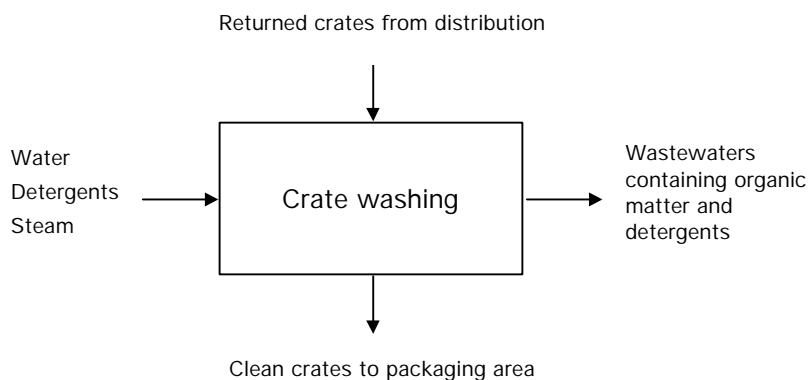 Returned crates from distribution
Water
Detergents
Steam
Crate washing
Wastewaters
containing organic
matter and
detergents
Clean crates to packaging area